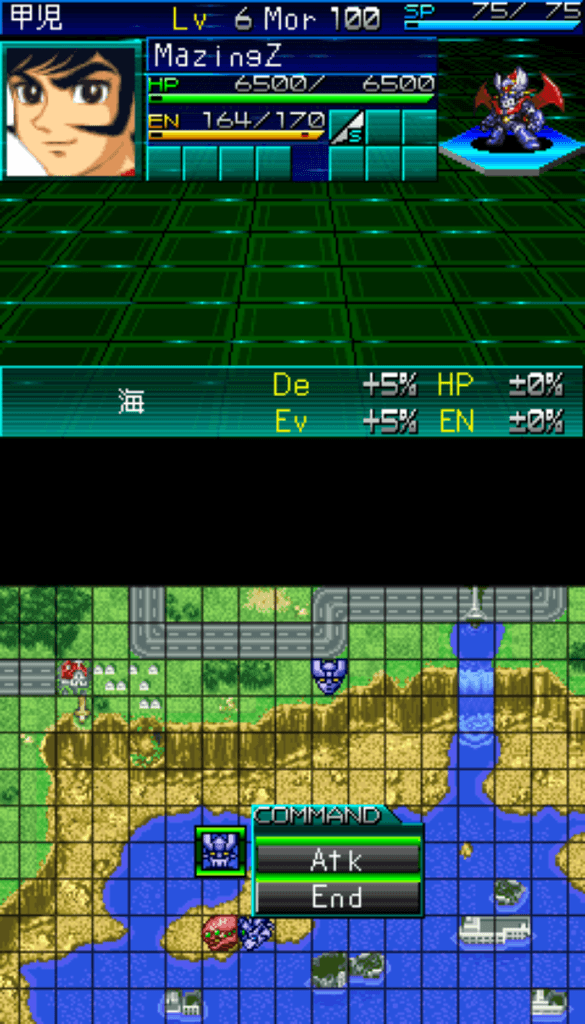 甲児 Lv 6 Mor 100 SP 75/ 75
MazingZ
HP 6500/ 6500
EN 164/170
S
海
De +5% HP ±0%
Ev +5% EN ±0%
COMMAND
Atk
End